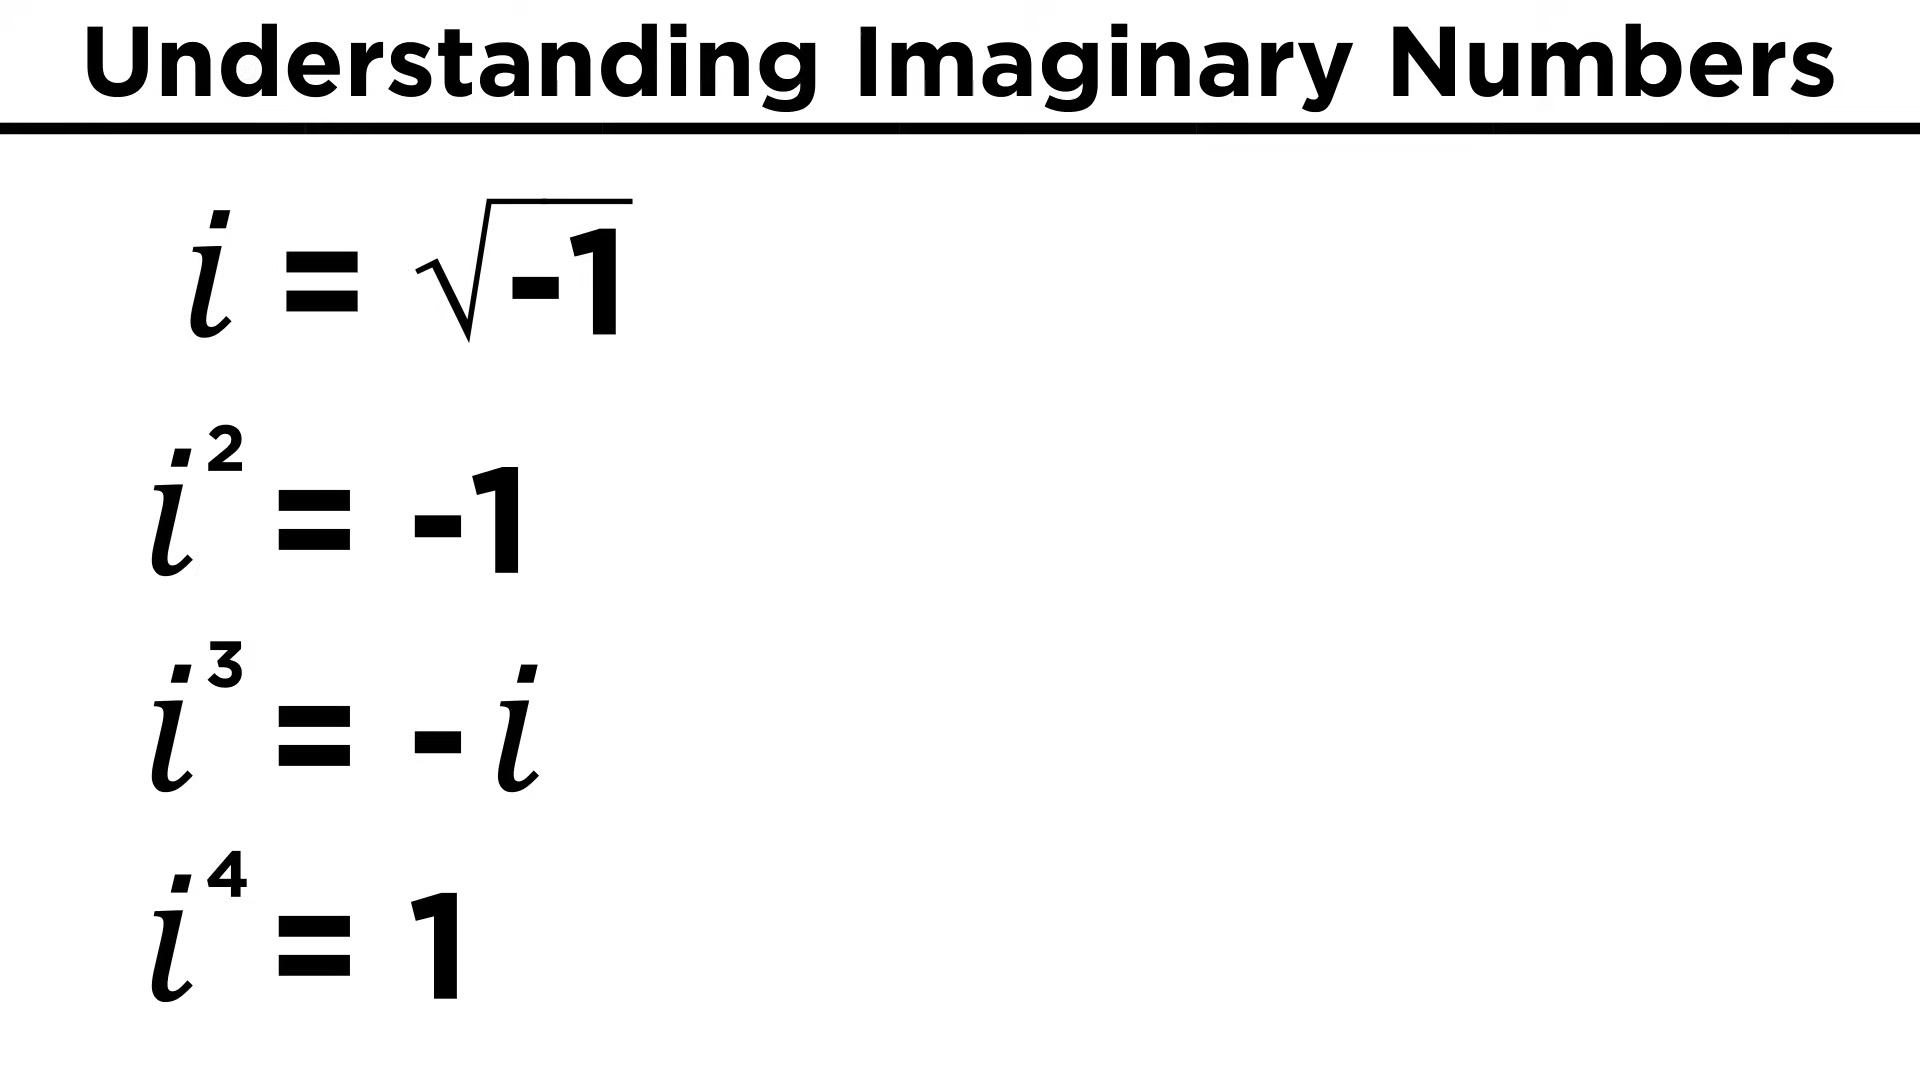 Understanding Imaginary Numbers
i = √-1
i² = -1
i³ = -i
i⁴ = 1